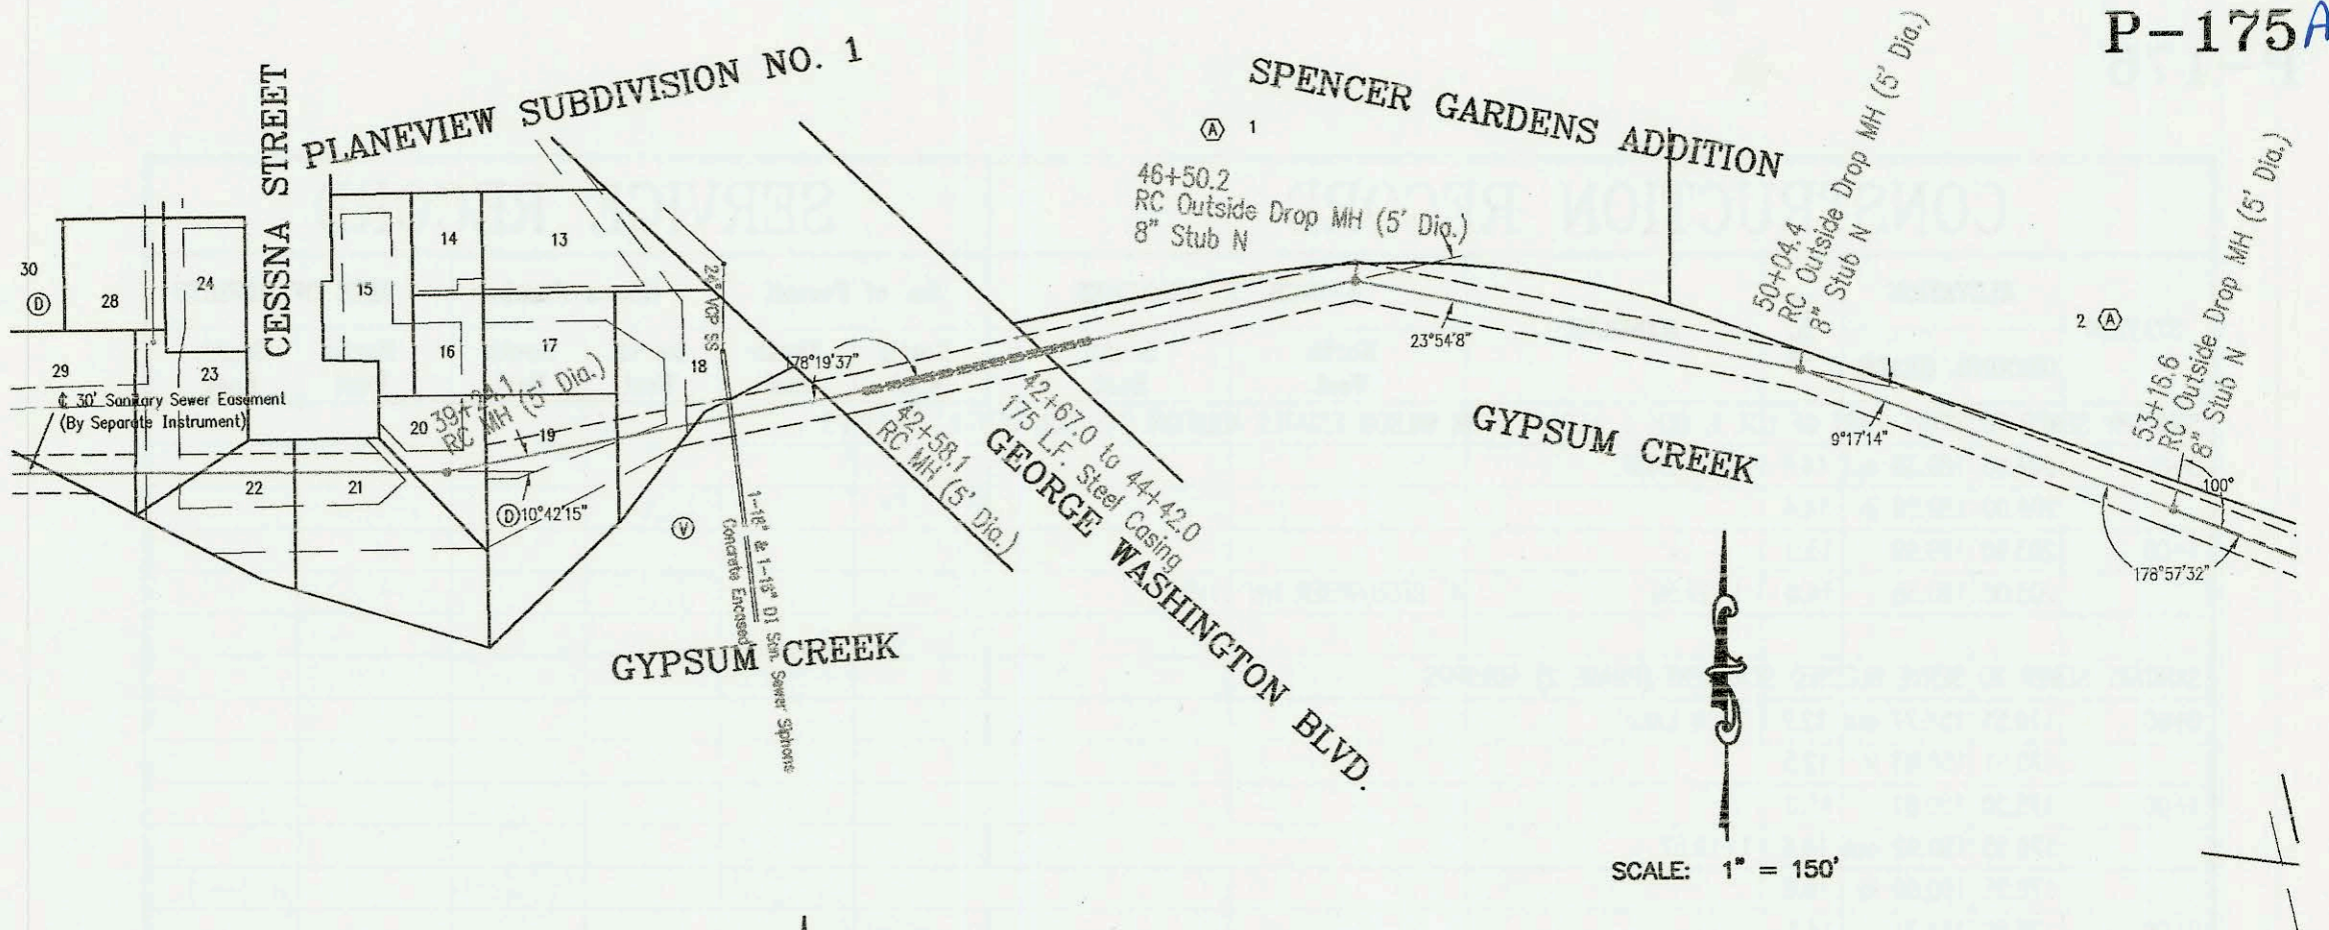 P-175A
PLANEVIEW SUBDIVISION NO. 1
SPENCER GARDENS ADDITION
CESSNA STREET
Ⓐ 1
46+50.2
RC Outside Drop MH (5' Dia.)
8" Stub N
50+04.4
RC Outside Drop MH (5' Dia.)
8" Stub N
2 Ⓐ
53+16.6
RC Outside Drop MH (5' Dia.)
8" Stub N
30
Ⓓ
28
24
15
14
13
29
23
16
17
18
20
19
22
21
24" VCP SS
178°19'37"
23°54'8"
9°17'14"
100°
178°57'32"
℄ 30' Sanitary Sewer Easement
(By Separate Instrument)
RC MH (5' Dia.)
Ⓓ 10°42'15"
Ⓥ
42+58.1
RC MH (5' Dia.)
42+67.0 to 44+42.0
175 L.F. Steel Casing
GEORGE WASHINGTON BLVD.
GYPSUM CREEK
1-18" & 1-18" DI San. Sewer Siphons
Concrete Encased
GYPSUM CREEK
SCALE: 1" = 150'